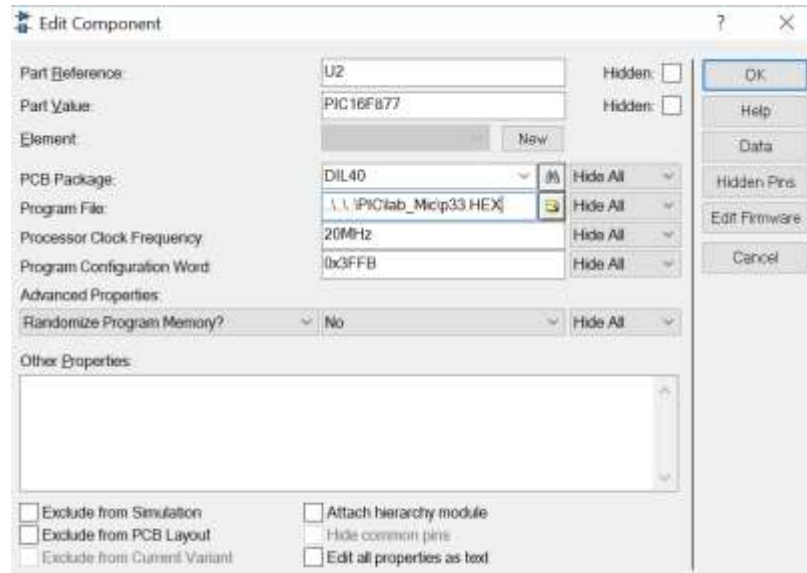 Edit Component ?
Part Reference: U2 Hidden: OK
Part Value: PIC16F877 Hidden: Help
Element: New Data
PCB Package: DIL40 Hide All Hidden Pins
Program File: ..\..\..\PIC\lab_Mic\p33.HEX Hide All Edit Firmware
Processor Clock Frequency 20MHz Hide All
Program Configuration Word 0x3FFB Hide All Cancel
Advanced Properties:
Randomize Program Memory? No Hide All
Other Properties:
Exclude from Simulation Attach hierarchy module
Exclude from PCB Layout Hide common pins
Exclude from Current Variant Edit all properties as text